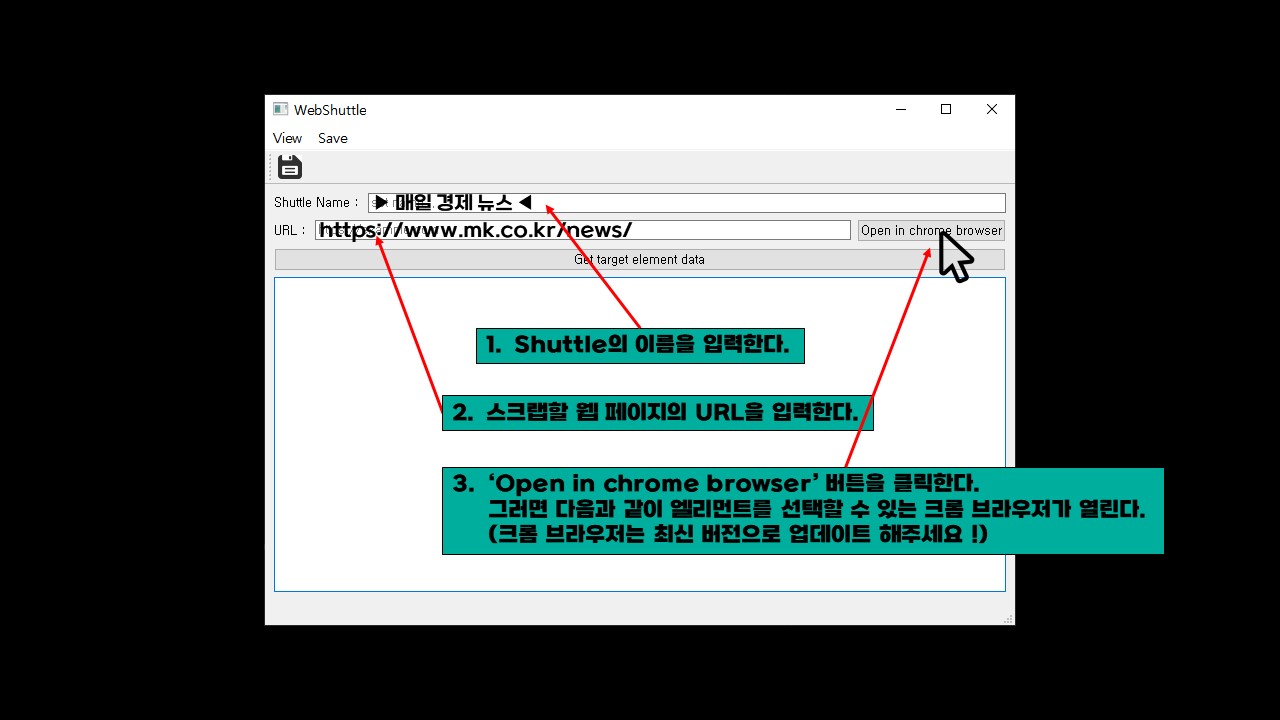 WebShuttle
View Save
Shuttle Name : ▶ 매일 경제 뉴스 ◀
URL : https://www.mk.co.kr/news/ Open in chrome browser
Get target element data
1. Shuttle의 이름을 입력한다.
2. 스크랩할 웹 페이지의 URL을 입력한다.
3. ‘Open in chrome browser’ 버튼을 클릭한다.
그러면 다음과 같이 엘리먼트를 선택할 수 있는 크롬 브라우저가 열린다.
(크롬 브라우저는 최신 버전으로 업데이트 해주세요 !)